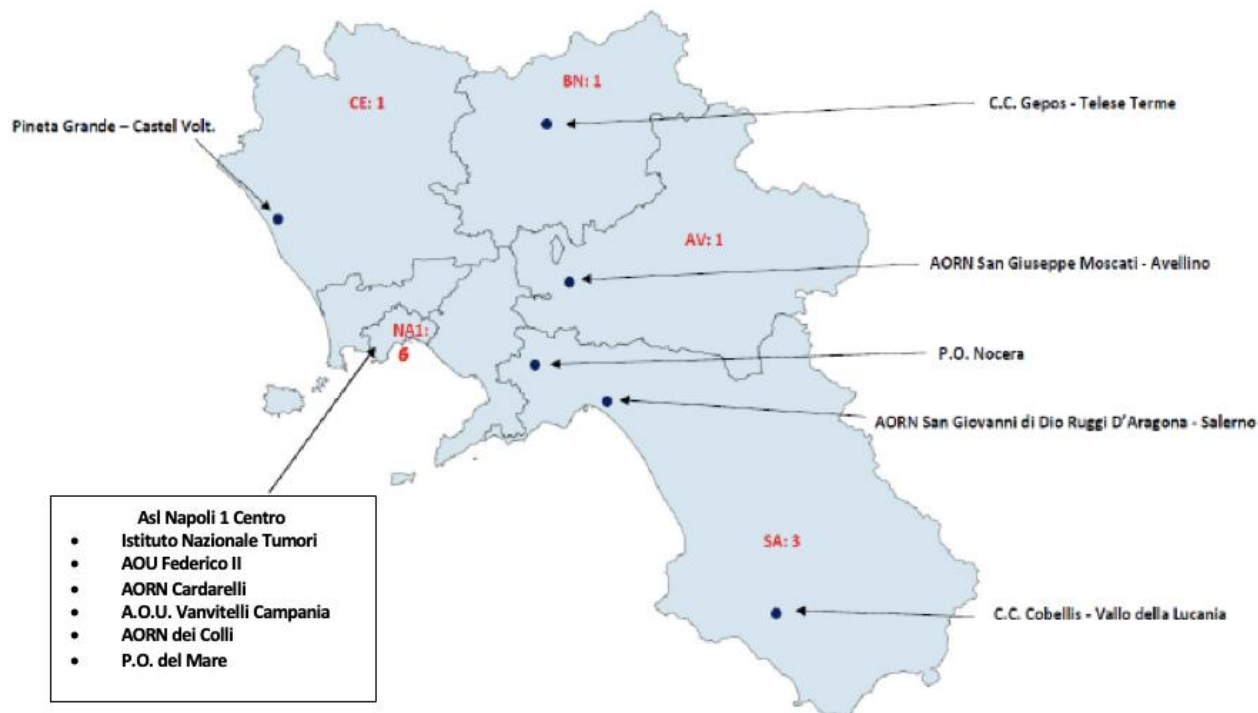 BN: 1
CE: 1
C.C. Gepos - Telese Terme
Pineta Grande – Castel Volt.
AV: 1
AORN San Giuseppe Moscati - Avellino
NA1:
6
P.O. Nocera
AORN San Giovanni di Dio Ruggi D'Aragona - Salerno
Asl Napoli 1 Centro
• Istituto Nazionale Tumori
• AOU Federico II
• AORN Cardarelli
• A.O.U. Vanvitelli Campania
• AORN dei Colli
• P.O. del Mare
SA: 3
C.C. Cobellis - Vallo della Lucania